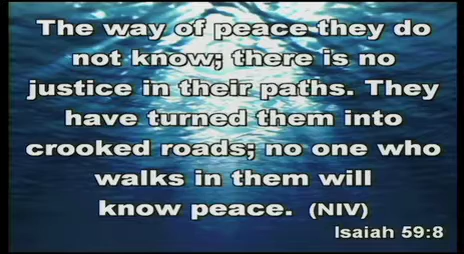 The way of peace they do
not know; there is no
justice in their paths. They
have turned them into
crooked roads; no one who
walks in them will
know peace. (NIV)
Isaiah 59:8